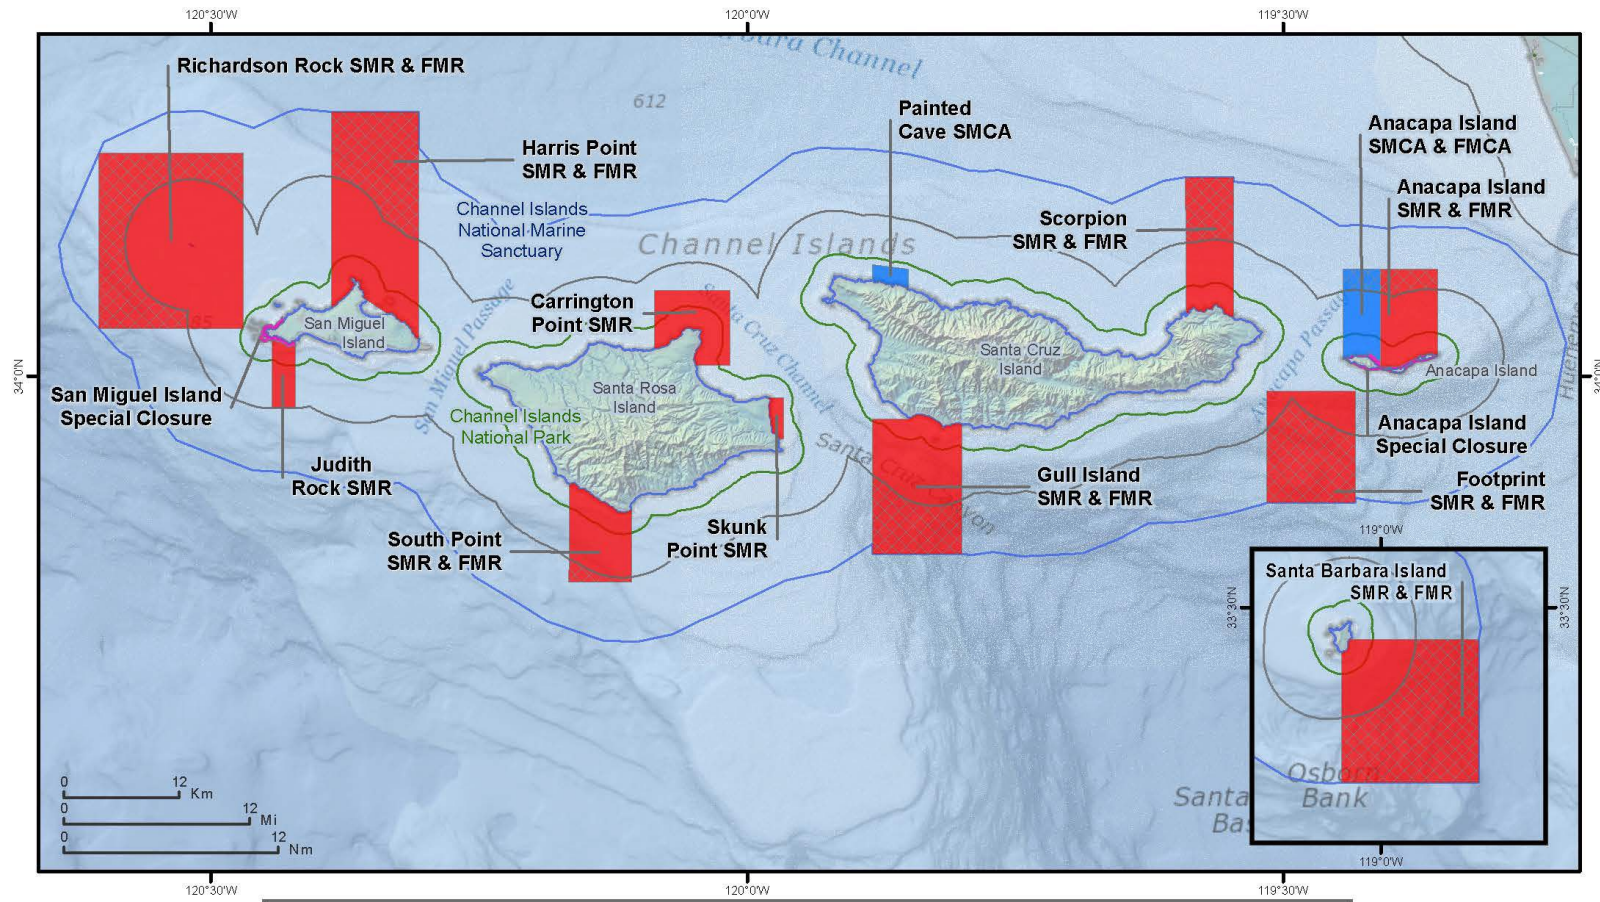 120°30'W
120°0'W
119°30'W
Richardson Rock SMR & FMR
Channel
612
Harris Point
SMR & FMR
Painted
Cave SMCA
Anacapa Island
SMCA & FMCA
Anacapa Island
SMR & FMR
Channel Islands
National Marine
Sanctuary
Scorpion
SMR & FMR
Channel Islands
Carrington
Point SMR
85
San Miguel
Island
San Miguel Passage
Santa Cruz Channel
Anacapa Passage
Santa Cruz
Island
Santa Rosa
Island
Anacapa Island
34°0'N
34°0'N
San Miguel Island
Special Closure
Channel Islands
National Park
Anacapa Island
Special Closure
Judith
Rock SMR
Santa Cruz Canyon
Gull Island
SMR & FMR
Footprint
SMR & FMR
South Point
SMR & FMR
Skunk
Point SMR
119°0'W
Santa Barbara Island
SMR & FMR
33°30'N
33°30'N
Osborn
Bank
Santa
0 12 Km
0 12 Mi
0 12 Nm
119°0'W
120°30'W
120°0'W
119°30'W